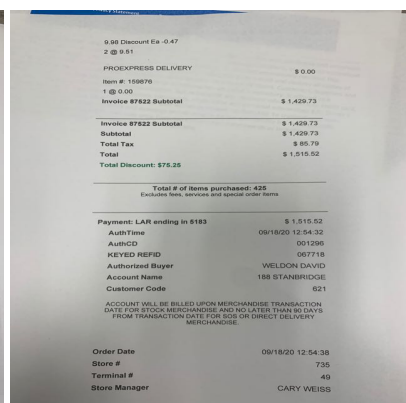 9.98 Discount Ea -0.47
2 @ 9.51
PROEXPRESS DELIVERY $ 0.00
Item #: 159876
1 @ 0.00
Invoice 87522 Subtotal $ 1,429.73
Invoice 87522 Subtotal $ 1,429.73
Subtotal $ 1,429.73
Total Tax $ 85.79
Total $ 1,515.52
Total Discount: $75.25
Total # of items purchased: 425
Excludes fees, services and special order items
Payment: LAR ending in 5183 $ 1,515.52
AuthTime 09/18/20 12:54:32
AuthCD 001296
KEYED REFID 067718
Authorized Buyer WELDON DAVID
Account Name 188 STANBRIDGE
Customer Code 621
ACCOUNT WILL BE BILLED UPON MERCHANDISE TRANSACTION
DATE FOR STOCK MERCHANDISE AND NO LATER THAN 90 DAYS
FROM TRANSACTION DATE FOR SOS OR DIRECT DELIVERY
MERCHANDISE.
Order Date 09/18/20 12:54:38
Store # 735
Terminal # 49
Store Manager CARY WEISS